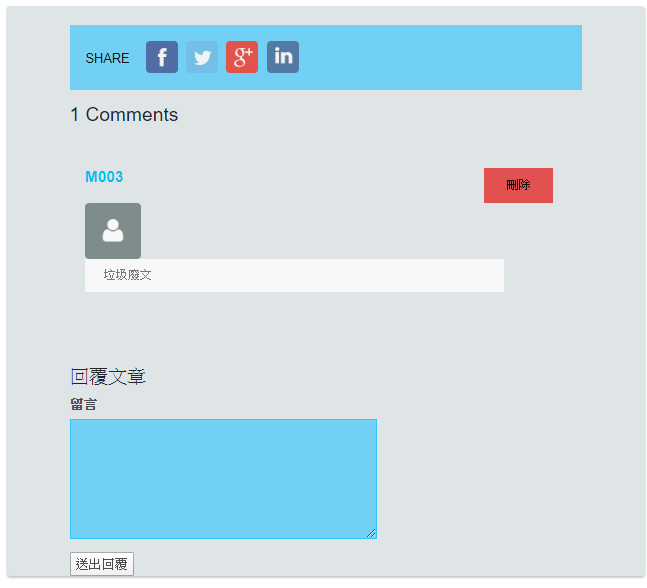 SHARE f g+ in
1 Comments
M003
刪除
垃圾廢文
回覆文章
留言
送出回覆